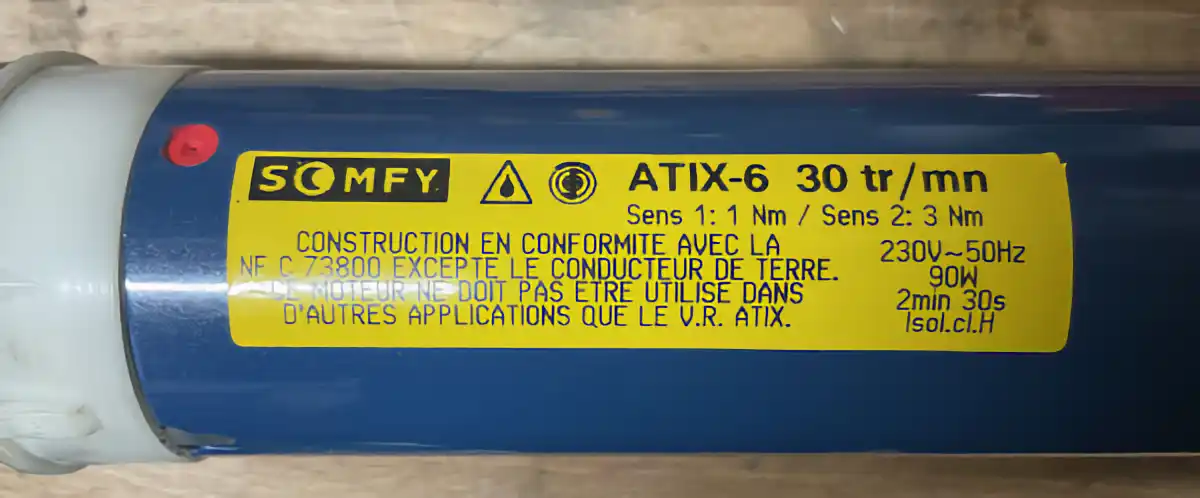 SOMFY
ATIX-6 30 tr/mn
Sens 1: 1 Nm / Sens 2: 3 Nm
CONSTRUCTION EN CONFORMITE AVEC LA
NF C 73800 EXCEPTE LE CONDUCTEUR DE TERRE.
LE MOTEUR NE DOIT PAS ETRE UTILISE DANS
D'AUTRES APPLICATIONS QUE LE V.R. ATIX.
230V~50Hz
90W
2min 30s
Isol.cl.H